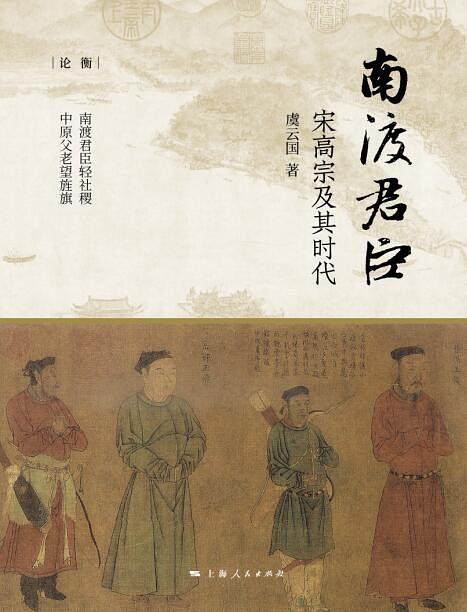 南渡君臣
宋高宗及其时代
虞云国 著
论衡
南渡君臣轻社稷
中原父老望旌旗
上海人民出版社